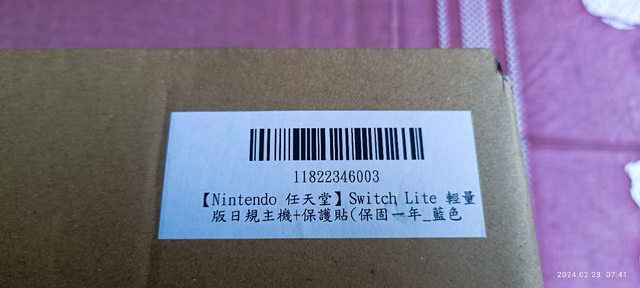 11822346003
【Nintendo 任天堂】Switch Lite 輕量
版日規主機+保護貼(保固一年_藍色
2024.02.23 07:41